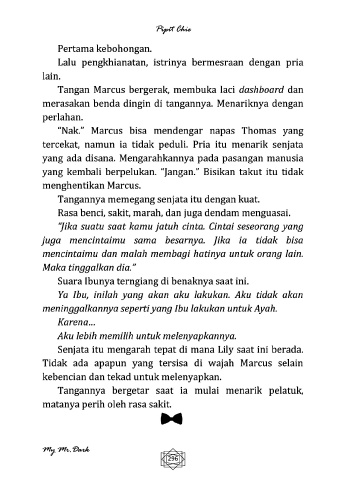 Pipit Chie
Pertama kebohongan.
Lalu pengkhianatan, istrinya bermesraan dengan pria
lain.
Tangan Marcus bergerak, membuka laci dashboard dan
merasakan benda dingin di tangannya. Menariknya dengan
perlahan.
“Nak.” Marcus bisa mendengar napas Thomas yang
tercekat, namun ia tidak peduli. Pria itu menarik senjata
yang ada disana. Mengarahkannya pada pasangan manusia
yang kembali berpelukan. “Jangan.” Bisikan takut itu tidak
menghentikan Marcus.
Tangannya memegang senjata itu dengan kuat.
Rasa benci, sakit, marah, dan juga dendam menguasai.
“Jika suatu saat kamu jatuh cinta. Cintai seseorang yang
juga mencintaimu sama besarnya. Jika ia tidak bisa
mencintaimu dan malah membagi hatinya untuk orang lain.
Maka tinggalkan dia.”
Suara Ibunya terngiang di benaknya saat ini.
Ya Ibu, inilah yang akan aku lakukan. Aku tidak akan
meninggalkannya seperti yang Ibu lakukan untuk Ayah.
Karena...
Aku lebih memilih untuk melenyapkannya.
Senjata itu mengarah tepat di mana Lily saat ini berada.
Tidak ada apapun yang tersisa di wajah Marcus selain
kebencian dan tekad untuk melenyapkan.
Tangannya bergetar saat ia mulai menarik pelatuk,
matanya perih oleh rasa sakit.
My Mr.Dark
296